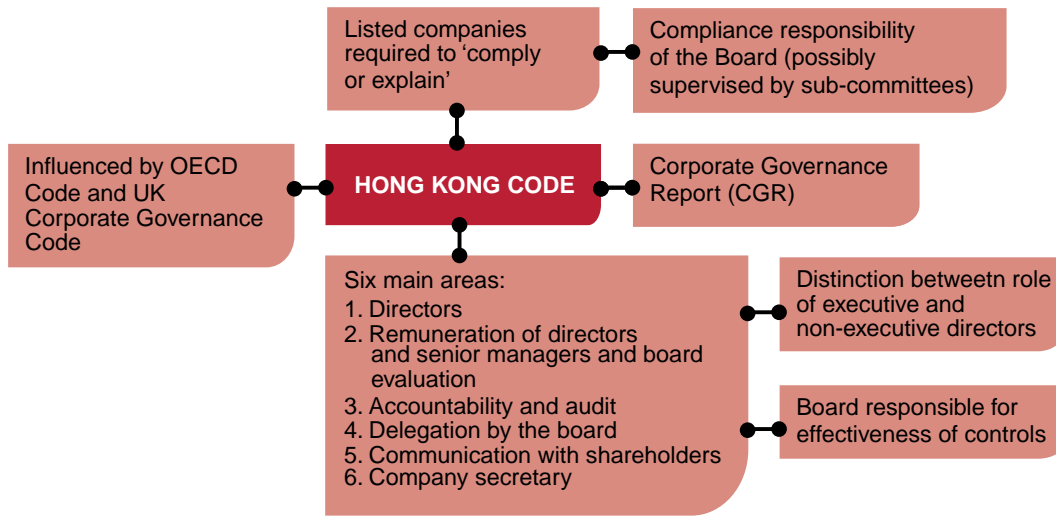 Listed companies
required to ‘comply
or explain’
Compliance responsibility
of the Board (possibly
supervised by sub-committees)
Influenced by OECD
Code and UK
Corporate Governance
Code
HONG KONG CODE
Corporate Governance
Report (CGR)
Six main areas:
1. Directors
2. Remuneration of directors
and senior managers and board
evaluation
3. Accountability and audit
4. Delegation by the board
5. Communication with shareholders
6. Company secretary
Distinction betweetn role
of executive and
non-executive directors
Board responsible for
effectiveness of controls